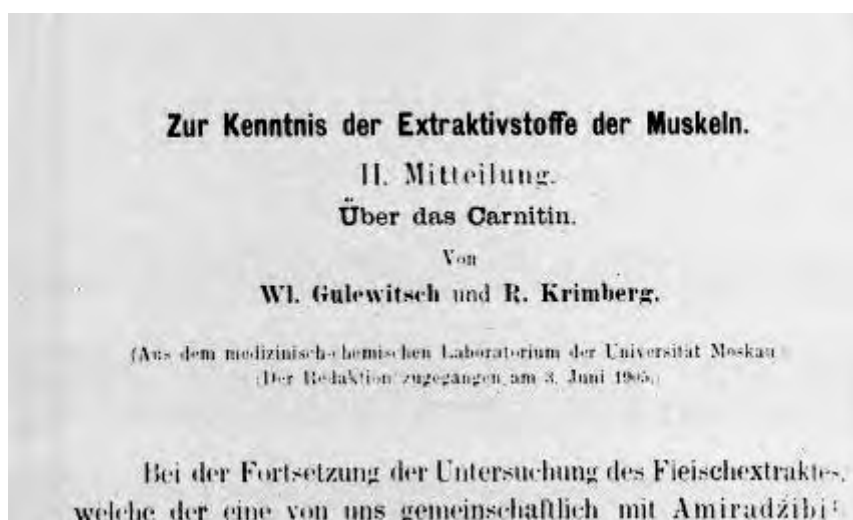 Zur Kenntnis der Extraktivstoffe der Muskeln.
II. Mitteilung.
Über das Carnitin.
Von
Wl. Gulewitsch und R. Krimberg.
(Aus dem medizinisch-chemischen Laboratorium der Universität Moskau.)
(Der Redaktion zugegangen am 3. Juni 1905.)
Bei der Fortsetzung der Untersuchung des Fleischextraktes,
welche der eine von uns gemeinschaftlich mit Amiradžibi